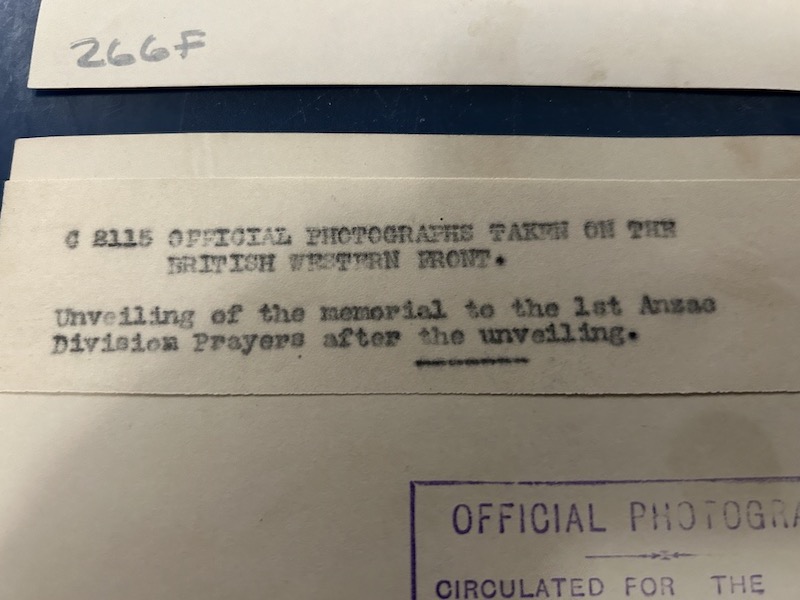 266F
C 2115 OFFICIAL PHOTOGRAPHS TAKEN ON THE
BRITISH WESTERN FRONT.
Unveiling of the memorial to the 1st Anzac
Division Prayers after the unveiling.
OFFICIAL PHOTOGRA
CIRCULATED FOR THE